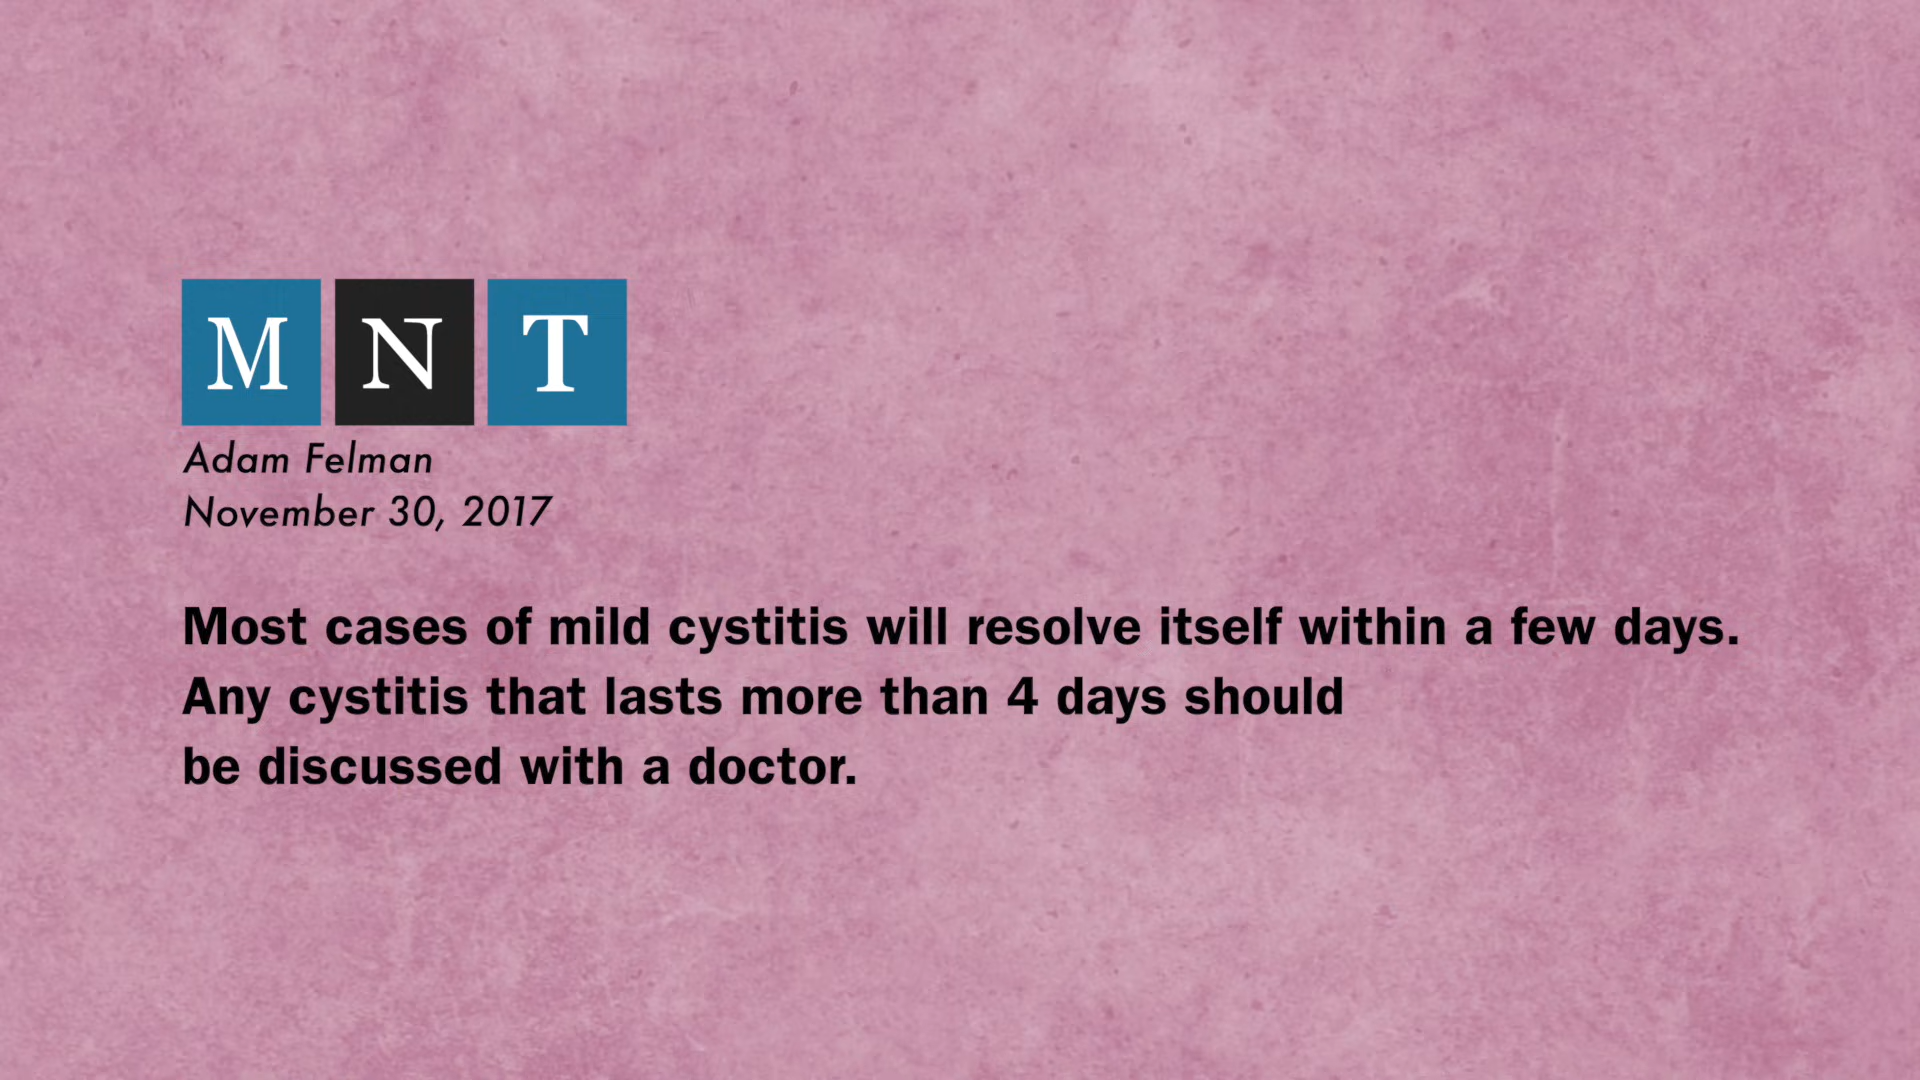 M N T
Adam Felman
November 30, 2017
Most cases of mild cystitis will resolve itself within a few days.
Any cystitis that lasts more than 4 days should
be discussed with a doctor.